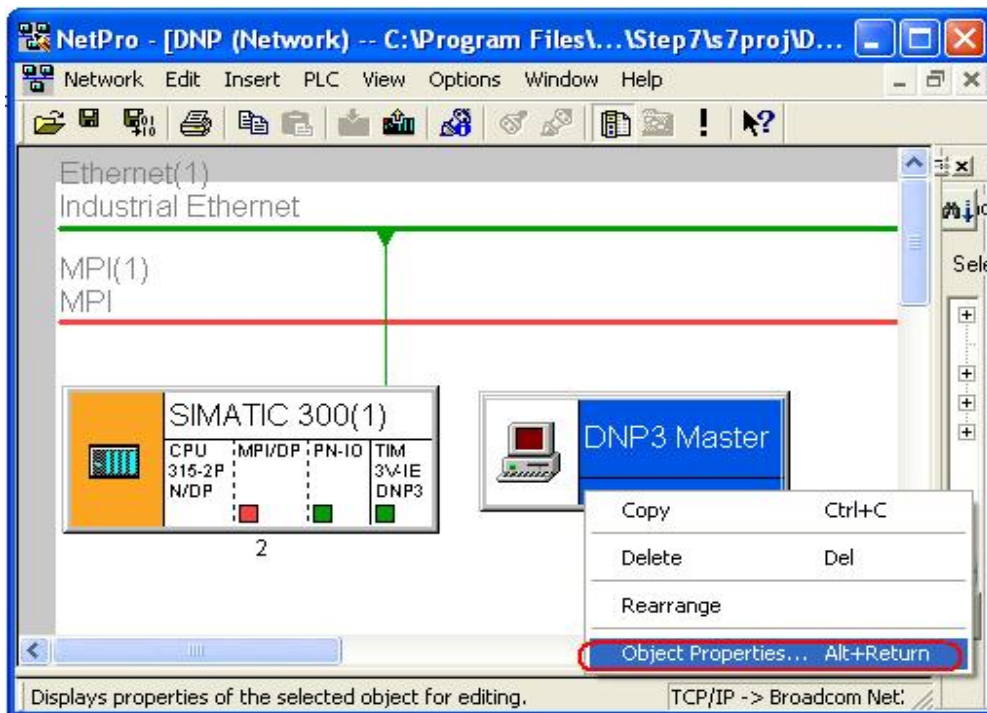 NetPro - [DNP (Network) -- C:\Program Files\...\Step7\s7proj\D...
Network Edit Insert PLC View Options Window Help
Ethernet(1)
Industrial Ethernet
MPI(1)
MPI
Sele
SIMATIC 300(1)
CPU 315-2P N/DP
MPI/DP
PN-IO
TIM 3V-IE DNP3
2
DNP3 Master
Copy Ctrl+C
Delete Del
Rearrange
Object Properties... Alt+Return
Displays properties of the selected object for editing.
TCP/IP -> Broadcom Net